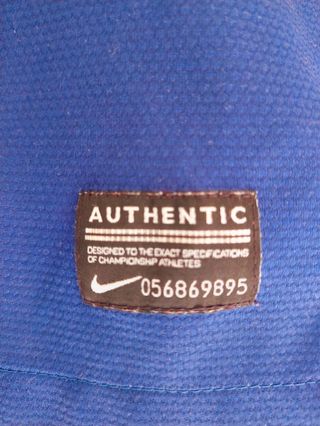 AUTHENTIC
DESIGNED TO THE EXACT SPECIFICATIONS
OF CHAMPIONSHIP ATHLETES
056869895